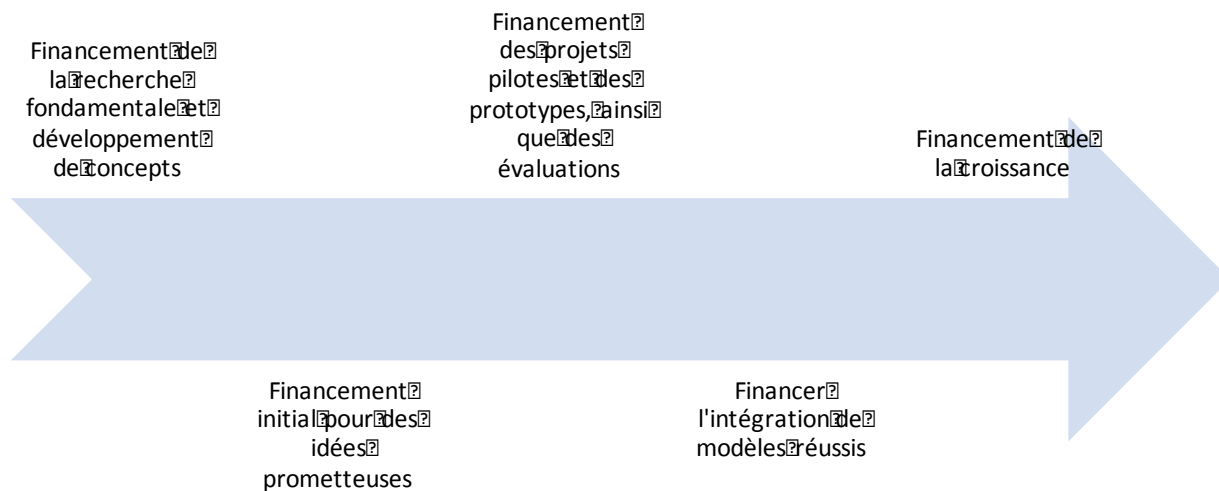 Financement de
la recherche
fondamentale et
développement
de concepts
Financement
initial pour des
idées
prometteuses
Financement
des projets
pilotes et des
prototypes, ainsi
que des
évaluations
Financer
l'intégration de
modèles réussis
Financement de
la croissance